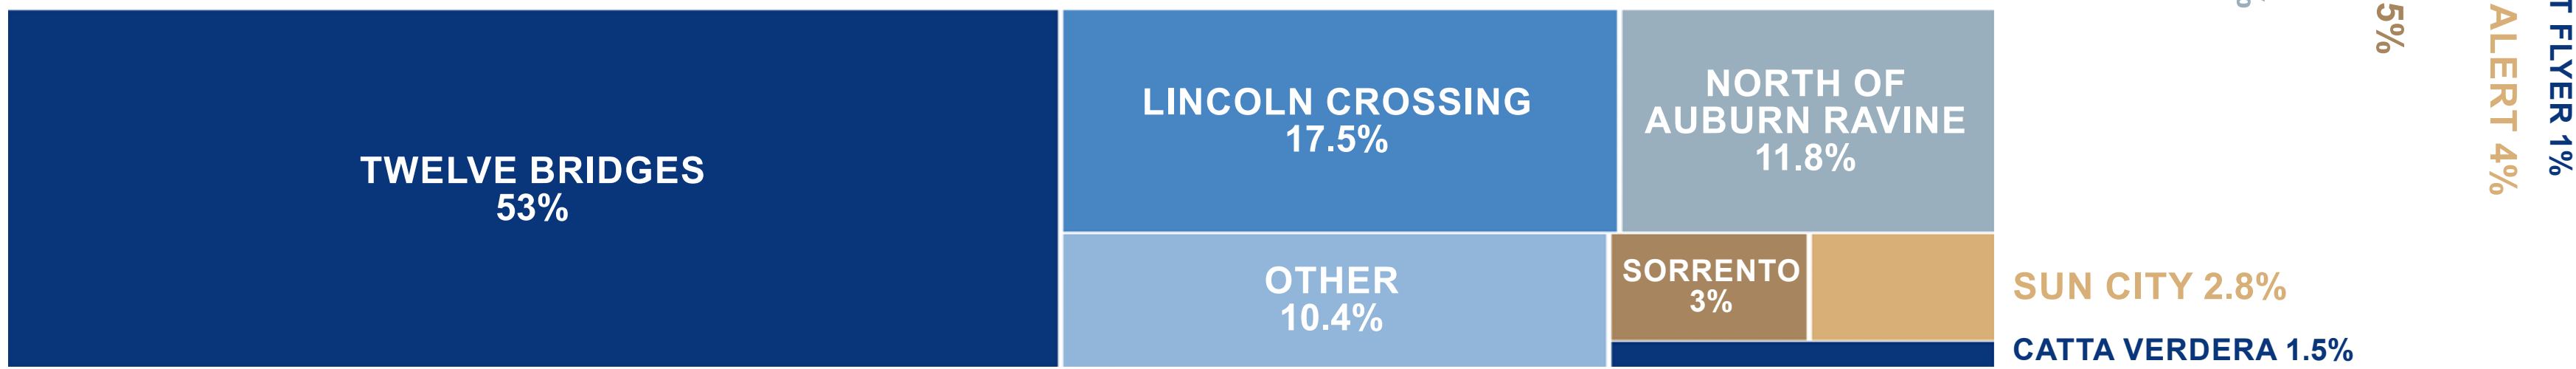 TWELVE BRIDGES
53%
LINCOLN CROSSING
17.5%
NORTH OF
AUBURN RAVINE
11.8%
OTHER
10.4%
SORRENTO
3%
SUN CITY 2.8%
CATTA VERDERA 1.5%
5%
ALERT 4%
FLYER 1%